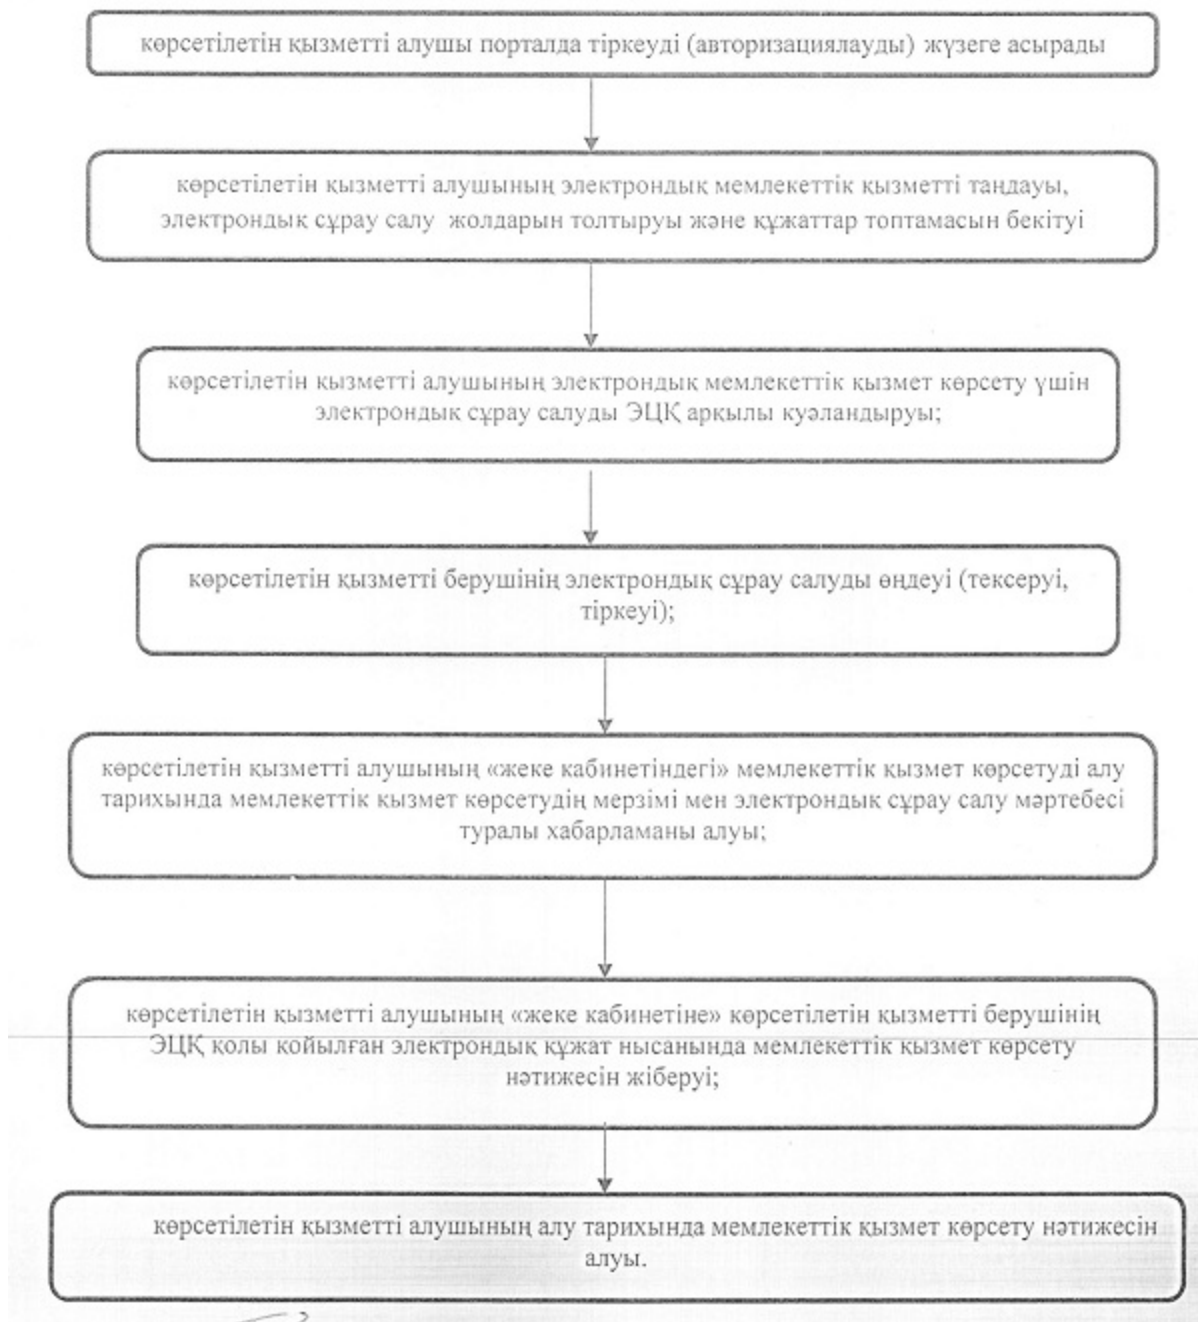 көрсетілетін қызметті алушы порталда тіркеуді (авторизациялауды) жүзеге асырады
көрсетілетін қызметті алушының электрондық мемлекеттік қызметті таңдауы,
электрондық сұрау салу жолдарын толтыруы және құжаттар топтамасын бекітуі
көрсетілетін қызметті алушының электрондық мемлекеттік қызмет көрсету үшін
электрондық сұрау салуды ЭЦҚ арқылы куәландыруы;
көрсетілетін қызметті берушінің электрондық сұрау салуды өңдеуі (тексеруі,
тіркеуі);
көрсетілетін қызметті алушының «жеке кабинетіндегі» мемлекеттік қызмет көрсетуді алу
тарихында мемлекеттік қызмет көрсетудің мерзімі мен электрондық сұрау салу мәртебесі
туралы хабарламаны алуы;
көрсетілетін қызметті алушының «жеке кабинетіне» көрсетілетін қызметті берушінің
ЭЦҚ қолы қойылған электрондық құжат нысанында мемлекеттік қызмет көрсету
нәтижесін жіберуі;
көрсетілетін қызметті алушының алу тарихында мемлекеттік қызмет көрсету нәтижесін
алуы.